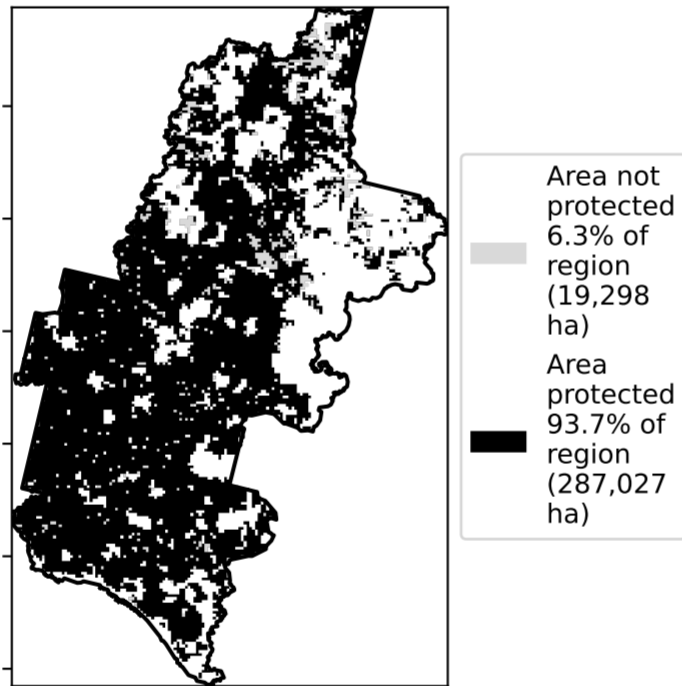 Area not
protected
6.3% of
region
(19,298
ha)
Area
protected
93.7% of
region
(287,027
ha)